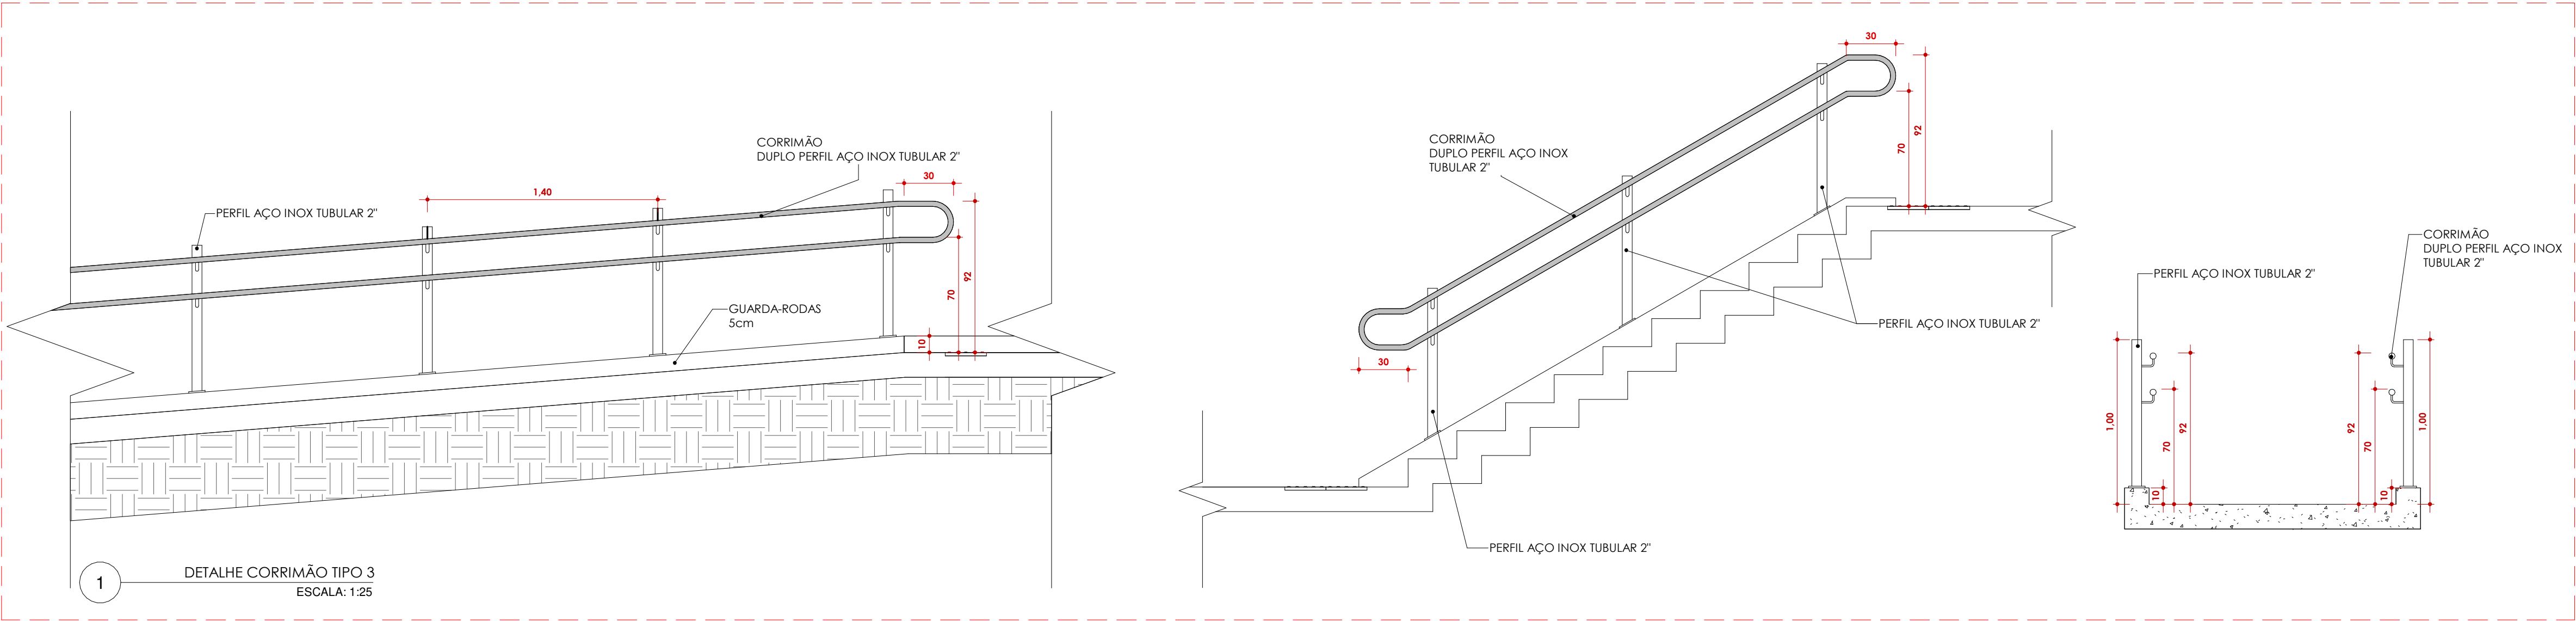 CORRIMÃO
DUPLO PERFIL AÇO INOX TUBULAR 2"
30
1,40
PERFIL AÇO INOX TUBULAR 2"
92
70
GUARDA-RODAS
5cm
10
1
DETALHE CORRIMÃO TIPO 3
ESCALA: 1:25
30
CORRIMÃO
DUPLO PERFIL AÇO INOX
TUBULAR 2"
92
70
PERFIL AÇO INOX TUBULAR 2"
30
PERFIL AÇO INOX TUBULAR 2"
CORRIMÃO
DUPLO PERFIL AÇO INOX
TUBULAR 2"
PERFIL AÇO INOX TUBULAR 2"
1,00
70
92
10
92
70
10
1,00